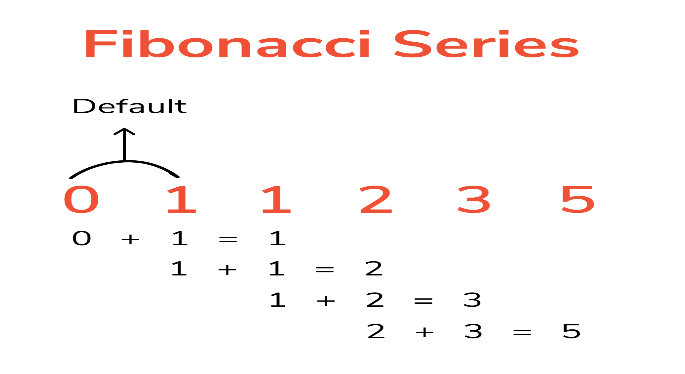 Fibonacci Series
Default
0 1 1 2 3 5
0 + 1 = 1
1 + 1 = 2
1 + 2 = 3
2 + 3 = 5